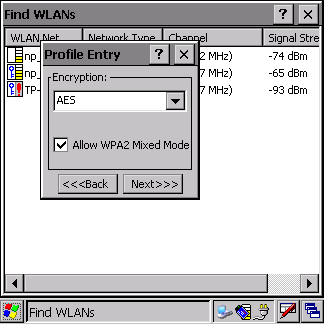 Find WLANs ? ×
WLAN Net Network Type Channel Signal Stre
np_ 2 MHz) -74 dBm
np_ 7 MHz) -65 dBm
TP- 7 MHz) -93 dBm
Profile Entry ? ×
Encryption:
AES
Allow WPA2 Mixed Mode
<<<Back Next>>>
Find WLANs